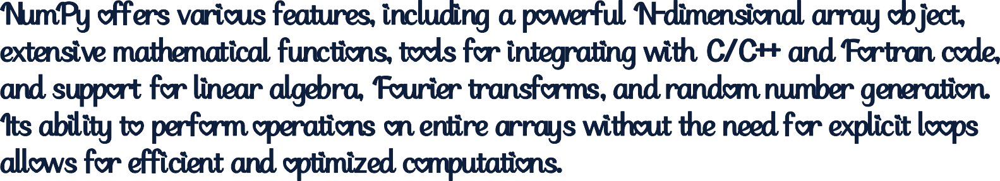 NumPy offers various features, including a powerful N-dimensional array object,
extensive mathematical functions, tools for integrating with C/C++ and Fortran code,
and support for linear algebra, Fourier transforms, and random number generation.
Its ability to perform operations on entire arrays without the need for explicit loops
allows for efficient and optimized computations.